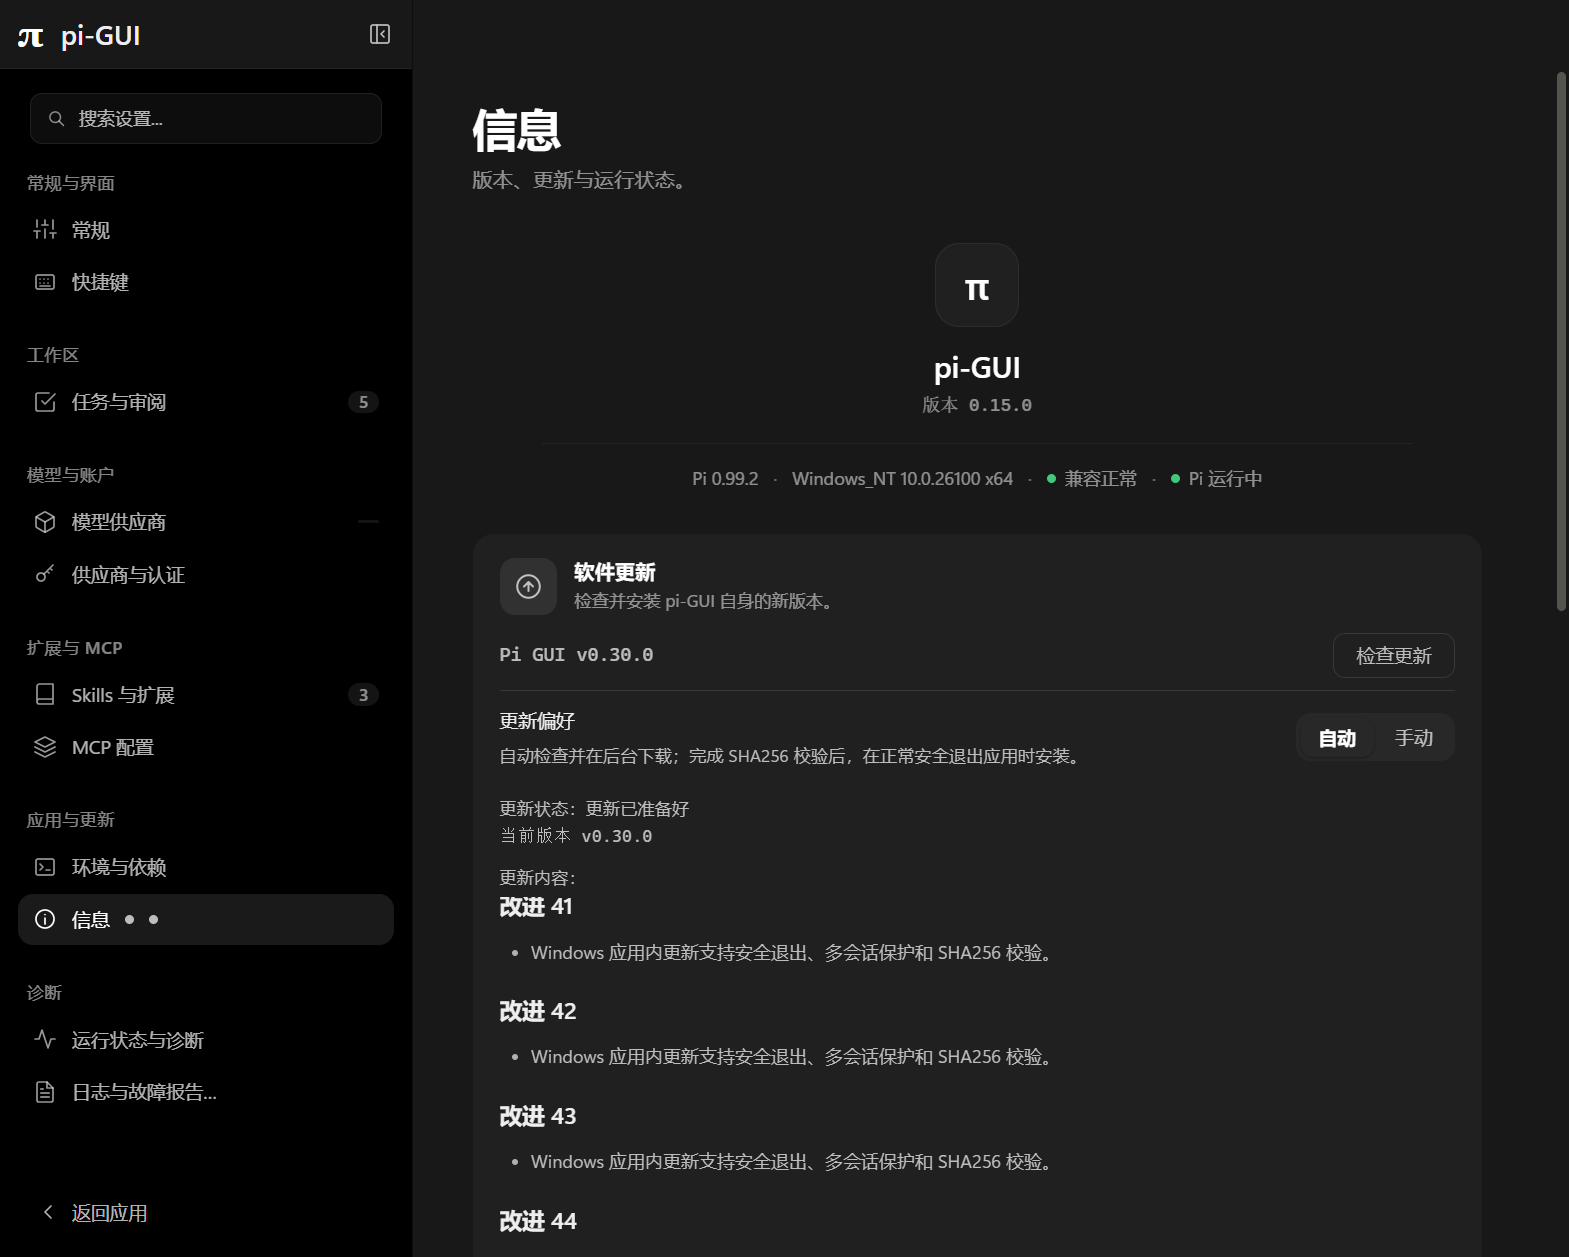 π pi-GUI
搜索设置...
常规与界面
常规
快捷键
工作区
任务与审阅 5
模型与账户
模型供应商
供应商与认证
扩展与 MCP
Skills 与扩展 3
MCP 配置
应用与更新
环境与依赖
信息
诊断
运行状态与诊断
日志与故障报告...
返回应用
信息
版本、更新与运行状态。
π
pi-GUI
版本 0.15.0
Pi 0.99.2 · Windows_NT 10.0.26100 x64 · 兼容正常 · Pi 运行中
软件更新
检查并安装 pi-GUI 自身的新版本。
Pi GUI v0.30.0 检查更新
更新偏好
自动检查并在后台下载；完成 SHA256 校验后，在正常安全退出应用时安装。
自动 手动
更新状态：更新已准备好
当前版本 v0.30.0
更新内容：
改进 41
• Windows 应用内更新支持安全退出、多会话保护和 SHA256 校验。
改进 42
• Windows 应用内更新支持安全退出、多会话保护和 SHA256 校验。
改进 43
• Windows 应用内更新支持安全退出、多会话保护和 SHA256 校验。
改进 44